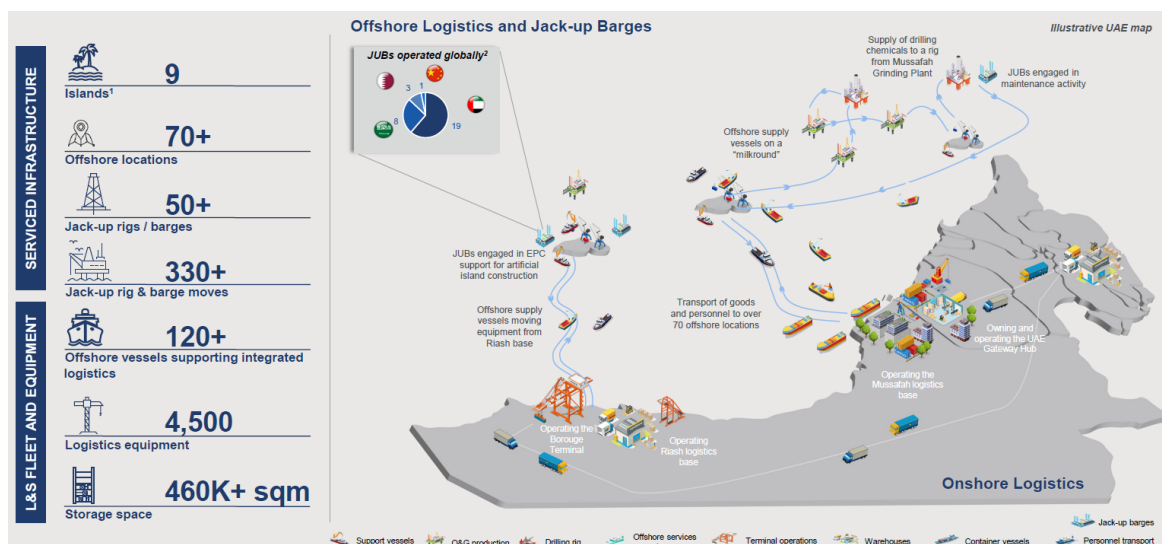 Offshore Logistics and Jack-up Barges
Illustrative UAE map
SERVICED INFRASTRUCTURE
9
Islands¹
70+
Offshore locations
50+
Jack-up rigs / barges
330+
Jack-up rig & barge moves
L&S FLEET AND EQUIPMENT
120+
Offshore vessels supporting integrated
logistics
4,500
Logistics equipment
460K+ sqm
Storage space
JUBs operated globally²
3
1
8
19
Supply of drilling
chemicals to a rig
from Mussafah
Grinding Plant
JUBs engaged in
maintenance activity
Offshore supply
vessels on a
"milkround"
JUBs engaged in EPC
support for artificial
island construction
Offshore supply
vessels moving
equipment from
Riash base
Transport of goods
and personnel to over
70 offshore locations
Owning and
operating the UAE
Gateway Hub
Operating the
Mussafah logistics
base
Operating the
Borouge
Terminal
Operating
Riash logistics
base
Onshore Logistics
Jack-up barges
Support vessels
O&G production
Drilling rig
Offshore services
Terminal operations
Warehouses
Container vessels
Personnel transport